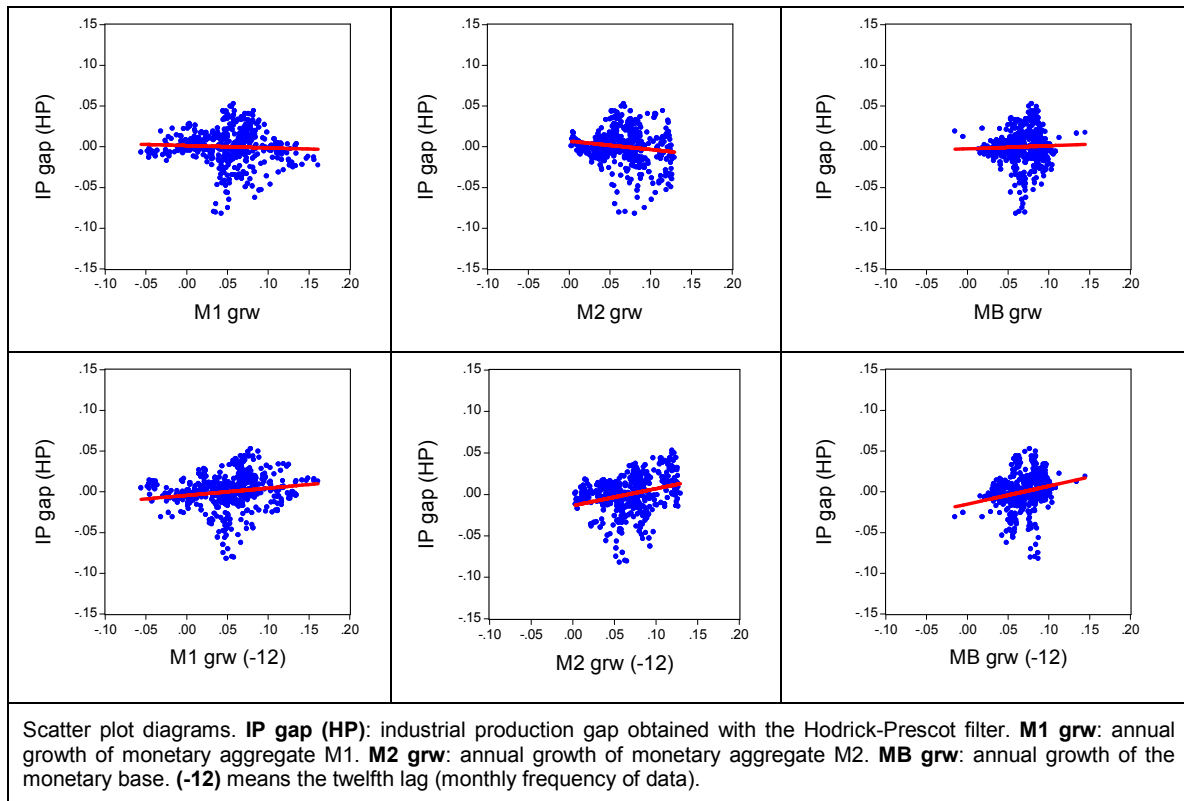 .15
.10
.05
.00
-.05
-.10
-.15
IP gap (HP)
-.10 -.05 .00 .05 .10 .15 .20
M1 grw
.15
.10
.05
.00
-.05
-.10
-.15
IP gap (HP)
-.10 -.05 .00 .05 .10 .15 .20
M2 grw
.15
.10
.05
.00
-.05
-.10
-.15
IP gap (HP)
-.10 -.05 .00 .05 .10 .15 .20
MB grw
.15
.10
.05
.00
-.05
-.10
-.15
IP gap (HP)
-.10 -.05 .00 .05 .10 .15 .20
M1 grw (-12)
.15
.10
.05
.00
-.05
-.10
-.15
IP gap (HP)
-.10 -.05 .00 .05 .10 .15 .20
M2 grw (-12)
.15
.10
.05
.00
-.05
-.10
-.15
IP gap (HP)
-.10 -.05 .00 .05 .10 .15 .20
MB grw (-12)
Scatter plot diagrams. IP gap (HP): industrial production gap obtained with the Hodrick-Prescot filter. M1 grw: annual
growth of monetary aggregate M1. M2 grw: annual growth of monetary aggregate M2. MB grw: annual growth of the
monetary base. (-12) means the twelfth lag (monthly frequency of data).